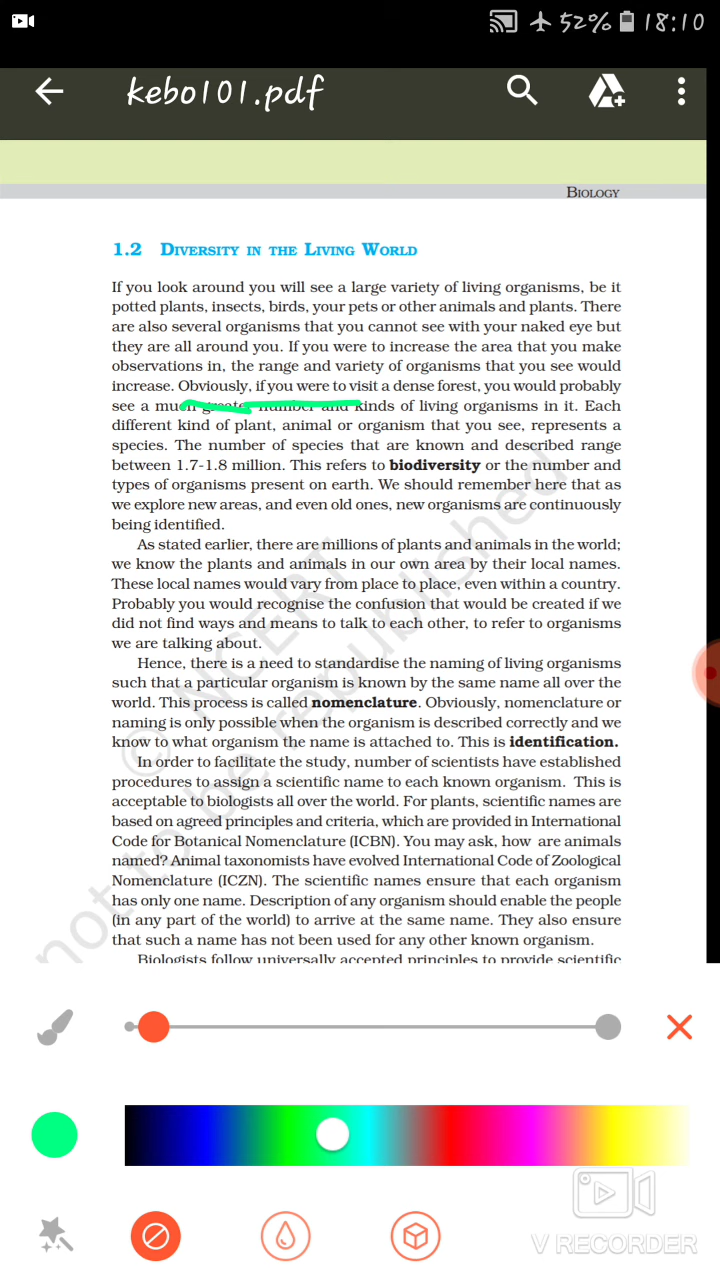 52% 18:10
kebo101.pdf
BIOLOGY
1.2 DIVERSITY IN THE LIVING WORLD
If you look around you will see a large variety of living organisms, be it
potted plants, insects, birds, your pets or other animals and plants. There
are also several organisms that you cannot see with your naked eye but
they are all around you. If you were to increase the area that you make
observations in, the range and variety of organisms that you see would
increase. Obviously, if you were to visit a dense forest, you would probably
see a much greater number and kinds of living organisms in it. Each
different kind of plant, animal or organism that you see, represents a
species. The number of species that are known and described range
between 1.7-1.8 million. This refers to biodiversity or the number and
types of organisms present on earth. We should remember here that as
we explore new areas, and even old ones, new organisms are continuously
being identified.
As stated earlier, there are millions of plants and animals in the world;
we know the plants and animals in our own area by their local names.
These local names would vary from place to place, even within a country.
Probably you would recognise the confusion that would be created if we
did not find ways and means to talk to each other, to refer to organisms
we are talking about.
Hence, there is a need to standardise the naming of living organisms
such that a particular organism is known by the same name all over the
world. This process is called nomenclature. Obviously, nomenclature or
naming is only possible when the organism is described correctly and we
know to what organism the name is attached to. This is identification.
In order to facilitate the study, number of scientists have established
procedures to assign a scientific name to each known organism. This is
acceptable to biologists all over the world. For plants, scientific names are
based on agreed principles and criteria, which are provided in International
Code for Botanical Nomenclature (ICBN). You may ask, how are animals
named? Animal taxonomists have evolved International Code of Zoological
Nomenclature (ICZN). The scientific names ensure that each organism
has only one name. Description of any organism should enable the people
(in any part of the world) to arrive at the same name. They also ensure
that such a name has not been used for any other known organism.
Biologists follow universally accepted principles to provide scientific
© NCERT
not to be republished
V RECORDER